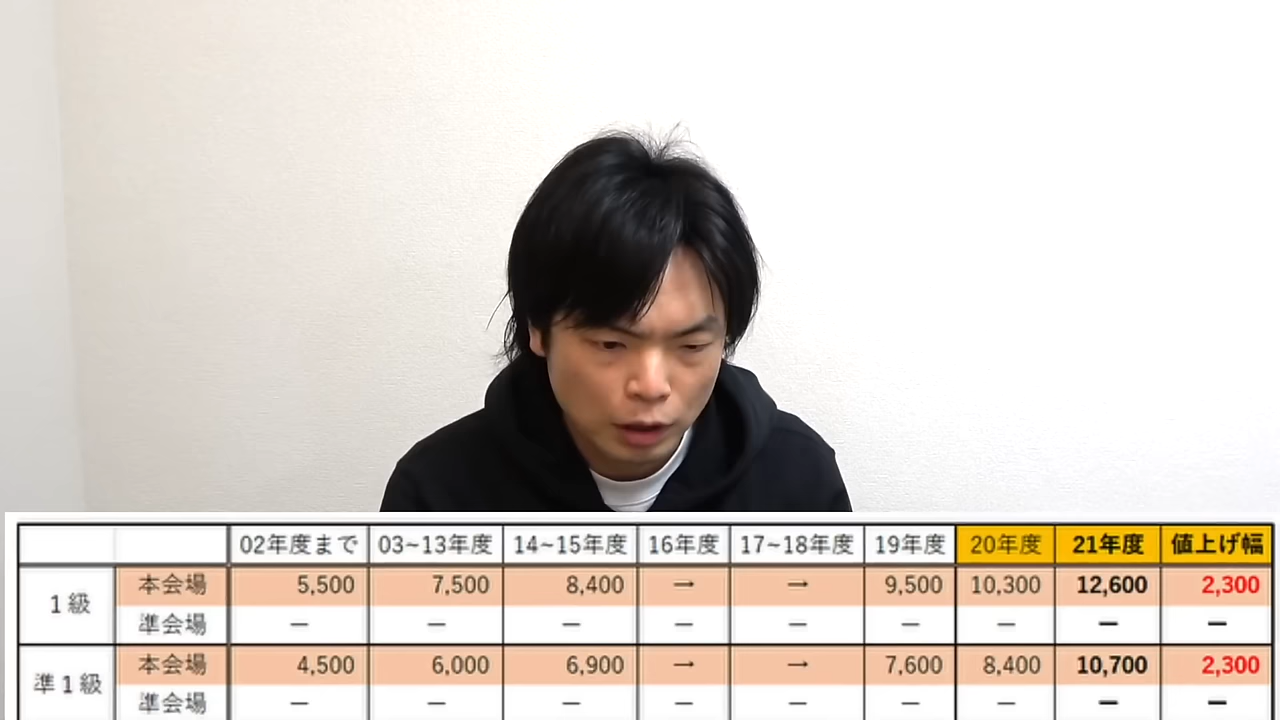 02年度まで 03~13年度 14~15年度 16年度 17~18年度 19年度 20年度 21年度 値上げ幅
1級 本会場 5,500 7,500 8,400 → → 9,500 10,300 12,600 2,300
準会場 ー ー ー ー ー ー ー ー ー
準1級 本会場 4,500 6,000 6,900 → → 7,600 8,400 10,700 2,300
準会場 ー ー ー ー ー ー ー ー ー